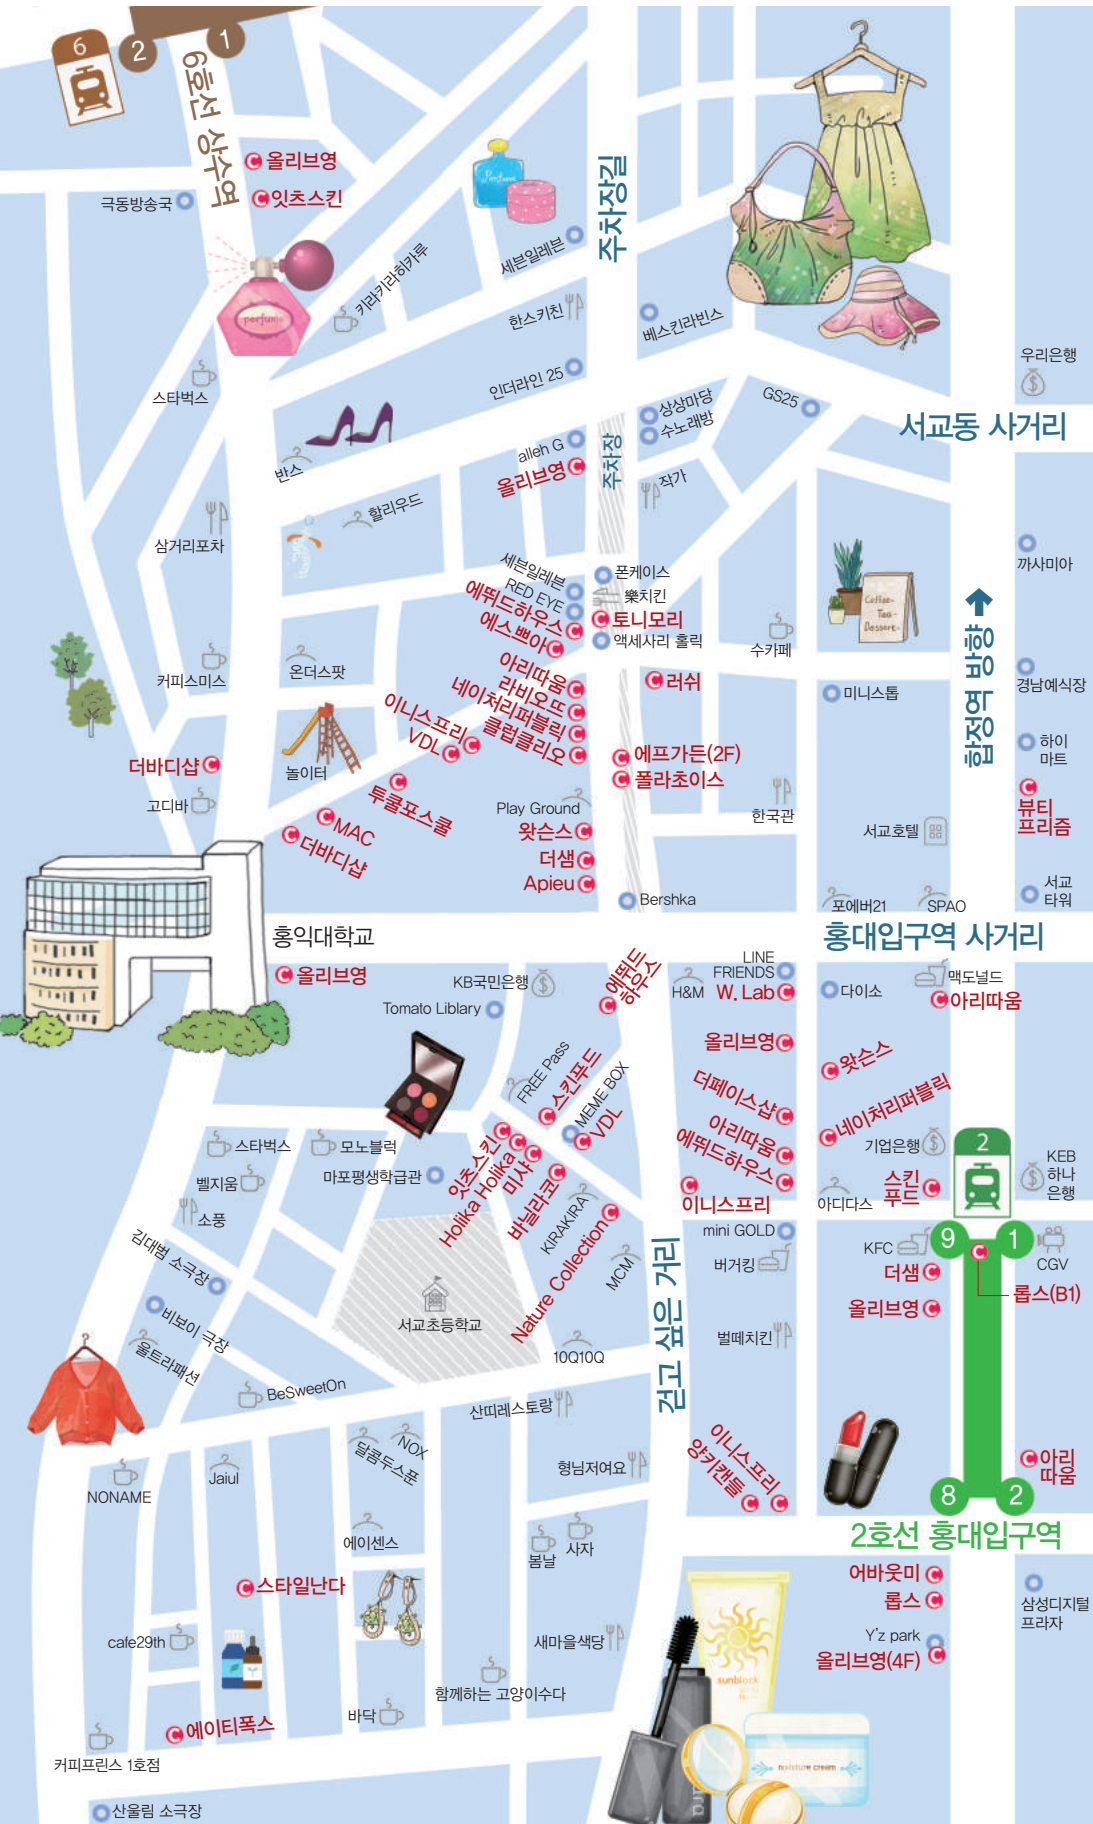 6
2
1
6호선 상수역
올리브영
잇츠스킨
극동방송국
Perfume
perfume
세븐일레븐
주차장길
키라키라히카루
한스키친
베스킨라빈스
우리은행
스타벅스
인더라인 25
상상마당
수노래방
GS25
서교동 사거리
alleh G
올리브영
주차장
반스
할리우드
작가
삼거리포차
세븐일레븐
RED EYE
에뛰드하우스
에스쁘아
폰케이스
樂치킨
토니모리
액세사리 홀릭
까사미아
Coffee-
Tea-
Dessert-
합정역 방향
수카페
커피스미스
온더스팟
아리따움
라비오뜨
네이처리퍼블릭
클럽클리오
러쉬
미니스톱
경남예식장
이니스프리
VDL
하이
마트
더바디샵
놀이터
에프가든(2F)
폴라초이스
고디바
투쿨포스쿨
Play Ground
한국관
뷰티
프리즘
MAC
더바디샵
왓슨스
더샘
Apieu
서교호텔
Bershka
포에버21
SPAO
서교
타워
홍익대학교
홍대입구역 사거리
올리브영
KB국민은행
에뛰드
하우스
LINE
FRIENDS
H&M
W. Lab
다이소
맥도널드
아리따움
Tomato Liblary
올리브영
왓슨스
FREE Pass
스킨푸드
MEME BOX
VDL
더페이스샵
네이처리퍼블릭
아리따움
에뛰드하우스
기업은행
2
스타벅스
모노블럭
잇츠스킨
Holika Holika
미샤
바닐라코
KEB
하나
은행
벨지움
마포평생학급관
스킨
푸드
아디다스
이니스프리
소풍
KIRAKIRA
Nature Collection
MCM
mini GOLD
버거킹
KFC
9
1
CGV
김대범 소극장
더샘
롭스(B1)
올리브영
비보이 극장
서교초등학교
걷고 싶은 거리
벌떼치킨
울트라패션
10Q10Q
BeSweetOn
산띠레스토랑
NOX
달콤두스푼
이니스프리
양키캔들
NONAME
Jaiul
형님저여요
아리
따움
8
2
2호선 홍대입구역
에이센스
봄날
사자
어바웃미
롭스
스타일난다
삼성디지털
프라자
cafe29th
새마을색당
Y'z park
올리브영(4F)
sunblock
함께하는 고양이수다
바닥
에이티폭스
커피프린스 1호점
moisture cream
산울림 소극장